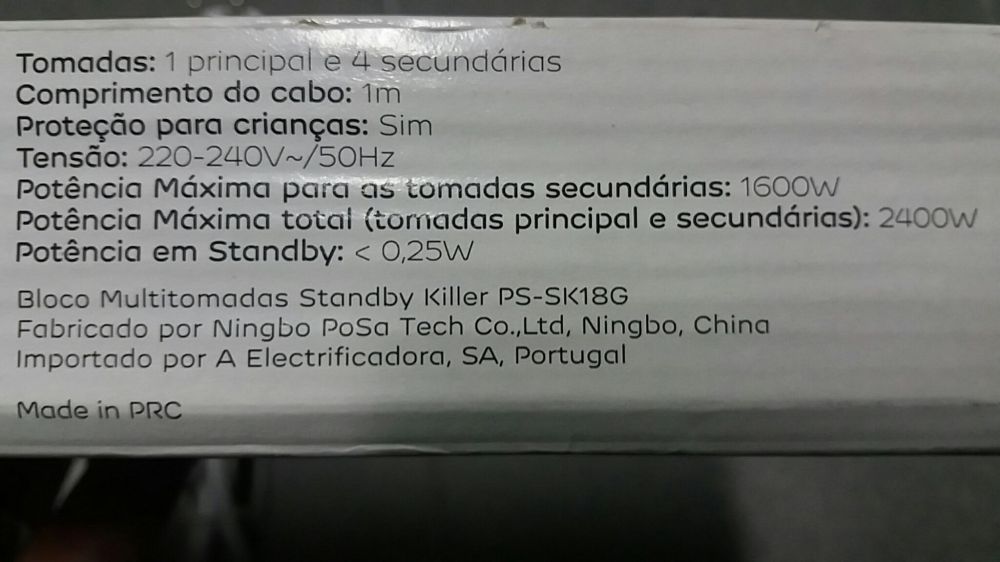 Tomadas: 1 principal e 4 secundárias
Comprimento do cabo: 1m
Proteção para crianças: Sim
Tensão: 220-240V~/50Hz
Potência Máxima para as tomadas secundárias: 1600W
Potência Máxima total (tomadas principal e secundárias): 2400W
Potência em Standby: < 0,25W
Bloco Multitomadas Standby Killer PS-SK18G
Fabricado por Ningbo PoSa Tech Co.,Ltd, Ningbo, China
Importado por A Electrificadora, SA, Portugal
Made in PRC